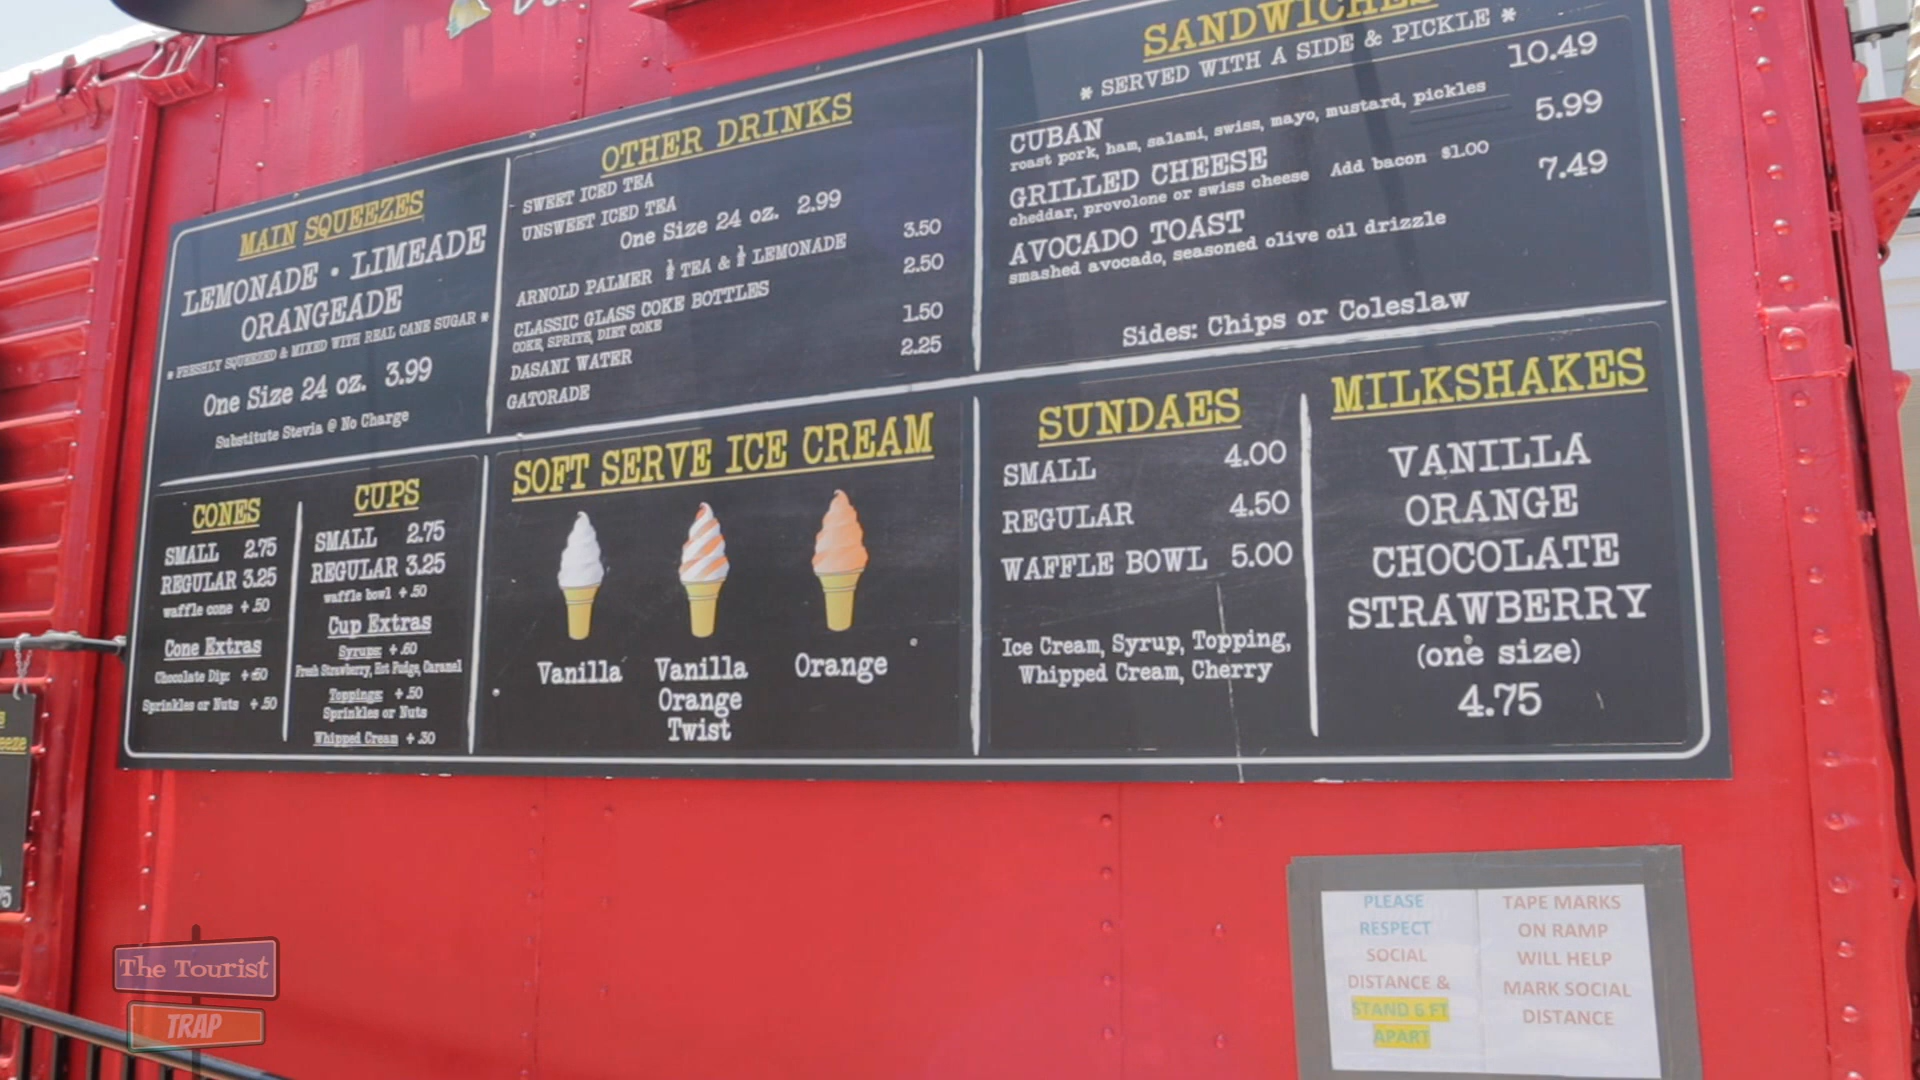 MAIN SQUEEZES
LEMONADE • LIMEADE
ORANGEADE
* FRESHLY SQUEEZED & MIXED WITH REAL CANE SUGAR *
One Size 24 oz. 3.99
Substitute Stevia @ No Charge
OTHER DRINKS
SWEET ICED TEA
UNSWEET ICED TEA
One Size 24 oz. 2.99
ARNOLD PALMER ½ TEA & ½ LEMONADE 3.50
CLASSIC GLASS COKE BOTTLES 2.50
COKE, SPRITE, DIET COKE
DASANI WATER 1.50
GATORADE 2.25
SANDWICHES
* SERVED WITH A SIDE & PICKLE *
CUBAN 10.49
roast pork, ham, salami, swiss, mayo, mustard, pickles
GRILLED CHEESE 5.99
cheddar, provolone or swiss cheese Add bacon $1.00
AVOCADO TOAST 7.49
smashed avocado, seasoned olive oil drizzle
Sides: Chips or Coleslaw
CONES
SMALL 2.75
REGULAR 3.25
waffle cone + .50
Cone Extras
Chocolate Dip: + .60
Sprinkles or Nuts + .50
CUPS
SMALL 2.75
REGULAR 3.25
waffle bowl + .50
Cup Extras
Syrups: + .60
Fresh Strawberry, Hot Fudge, Caramel
Toppings: + .50
Sprinkles or Nuts
Whipped Cream + .30
SOFT SERVE ICE CREAM
Vanilla
Vanilla
Orange
Twist
Orange
SUNDAES
SMALL 4.00
REGULAR 4.50
WAFFLE BOWL 5.00
Ice Cream, Syrup, Topping,
Whipped Cream, Cherry
MILKSHAKES
VANILLA
ORANGE
CHOCOLATE
STRAWBERRY
(one size)
4.75
PLEASE
RESPECT
SOCIAL
DISTANCE &
STAND 6 FT
APART
TAPE MARKS
ON RAMP
WILL HELP
MARK SOCIAL
DISTANCE
The Tourist
TRAP